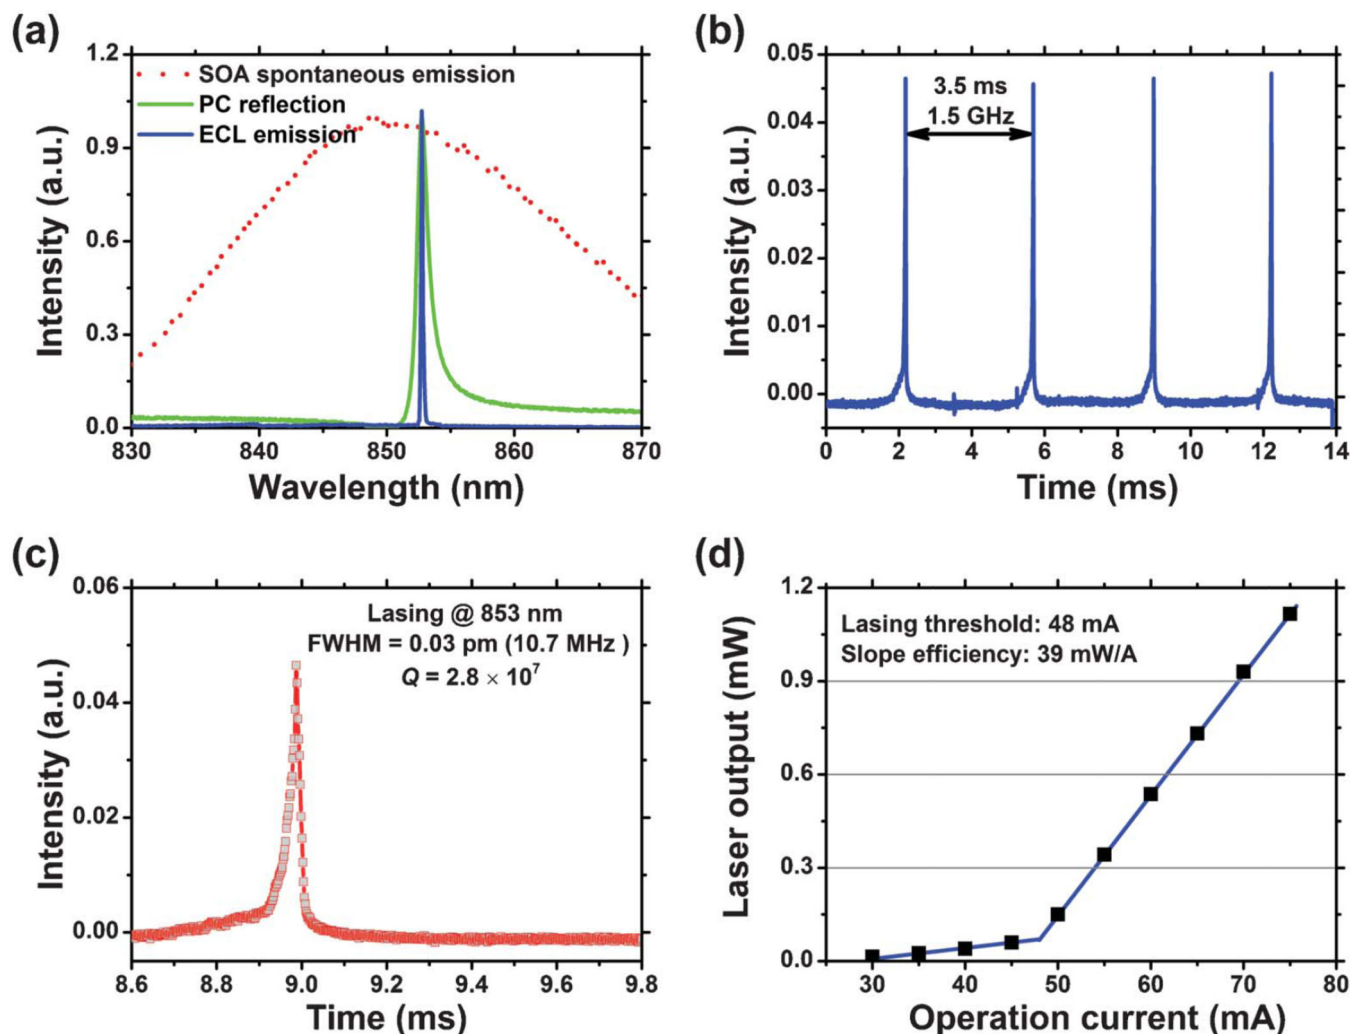 (a)
1.2
0.9
0.6
0.3
0.0
Intensity (a.u.)
SOA spontaneous emission
PC reflection
ECL emission
830 840 850 860 870
Wavelength (nm)
(b)
0.05
0.04
0.03
0.02
0.01
0.00
Intensity (a.u.)
3.5 ms
1.5 GHz
0 2 4 6 8 10 12 14
Time (ms)
(c)
0.06
0.04
0.02
0.00
Intensity (a.u.)
Lasing @ 853 nm
FWHM = 0.03 pm (10.7 MHz )
Q = 2.8 × 10⁷
8.6 8.8 9.0 9.2 9.4 9.6 9.8
Time (ms)
(d)
1.2
0.9
0.6
0.3
0.0
Laser output (mW)
Lasing threshold: 48 mA
Slope efficiency: 39 mW/A
30 40 50 60 70 80
Operation current (mA)